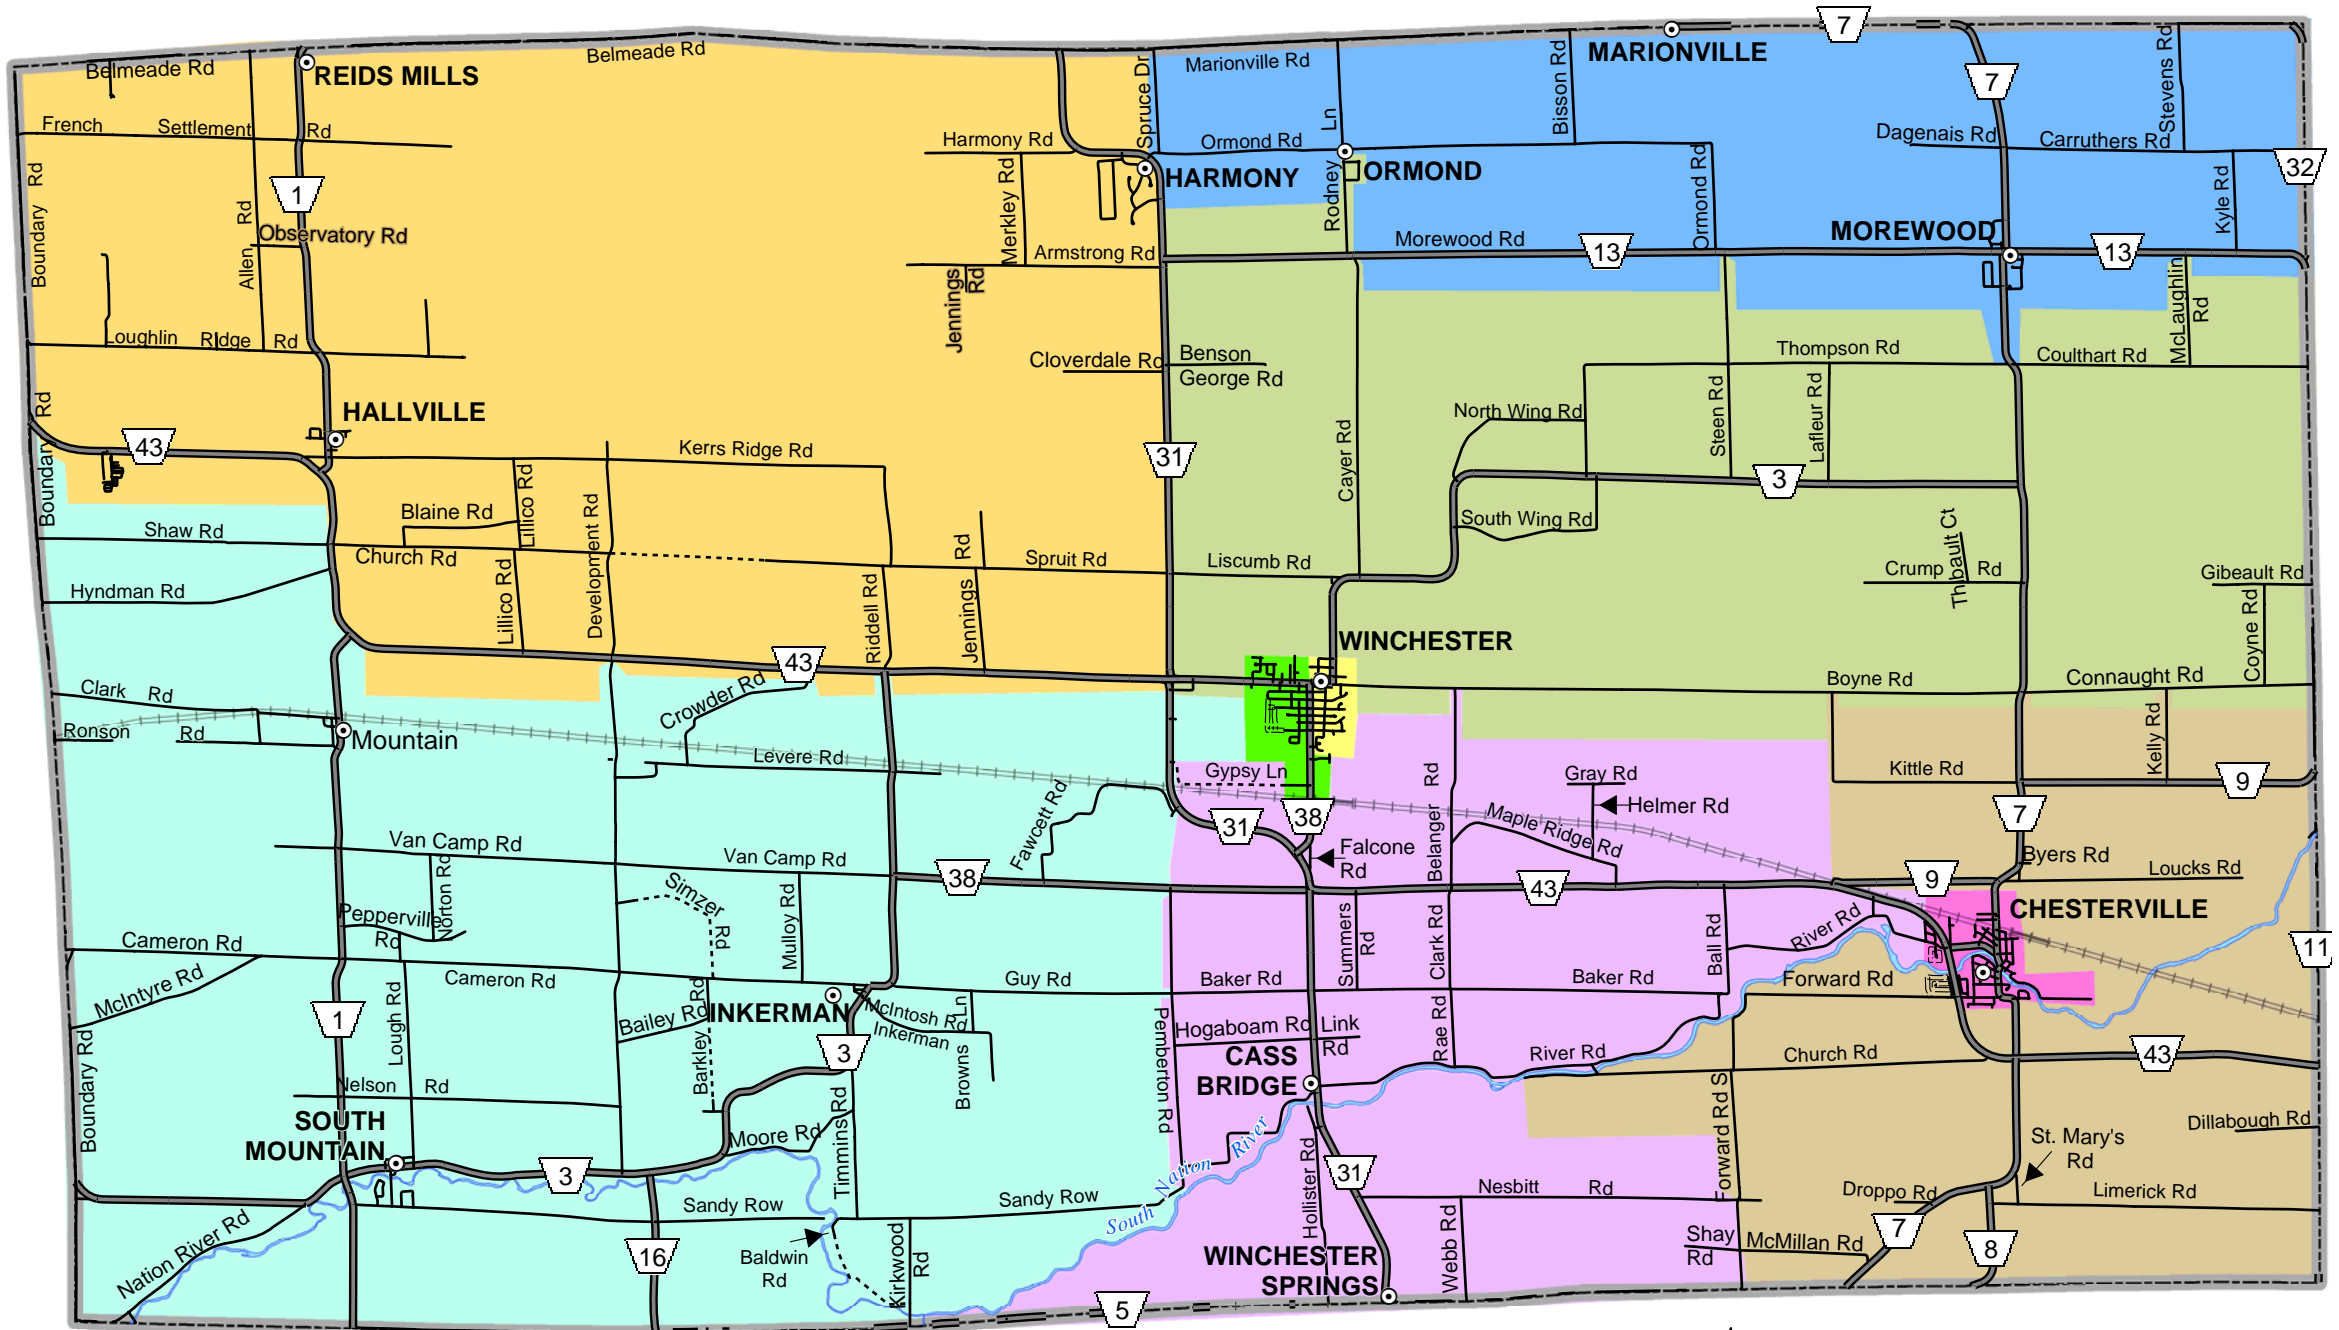 7
MARIONVILLE
Belmeade Rd
Belmeade Rd
REIDS MILLS
Spruce Dr
Marionville Rd
Bisson Rd
7
Stevens Rd
French Settlement Rd
Harmony Rd
Ormond Rd
Rodney Ln
Dagenais Rd
Carruthers Rd
32
Boundary Rd
1
Allen Rd
Merkley Rd
HARMONY
ORMOND
Ormond Rd
Kyle Rd
Observatory Rd
Armstrong Rd
Morewood Rd
13
MOREWOOD
13
Jennings
Rd
McLaughlin
Rd
Loughlin Ridge Rd
Cloverdale Rd
Benson
George Rd
Thompson Rd
Coulthart Rd
Boundary Rd
HALLVILLE
43
Kerrs Ridge Rd
31
Cayer Rd
North Wing Rd
Steen Rd
Lafleur Rd
3
Blaine Rd
Lillico Rd
Development Rd
South Wing Rd
Thibault Ct
Shaw Rd
Church Rd
Jennings Rd
Spruit Rd
Liscumb Rd
Crump Rd
Gibeault Rd
Hyndman Rd
Lillico Rd
Riddell Rd
Coyne Rd
WINCHESTER
43
Clark Rd
Crowder Rd
Boyne Rd
Connaught Rd
Ronson Rd
Mountain
Levere Rd
Gypsy Ln
Belanger Rd
Gray Rd
Kittle Rd
Kelly Rd
9
Helmer Rd
Fawcett Rd
31
38
Maple Ridge Rd
7
Van Camp Rd
Van Camp Rd
Falcone
Rd
Byers Rd
Loucks Rd
Norton Rd
Simzer Rd
Mulloy Rd
38
43
9
Pepperville
Rd
Summers
Rd
Clark Rd
Ball Rd
River Rd
CHESTERVILLE
11
Cameron Rd
Cameron Rd
Guy Rd
Baker Rd
Baker Rd
Forward Rd
McIntyre Rd
Lough Rd
Bailey Rd
INKERMAN
McIntosh Rd
Inkerman
Browns Ln
Pemberton Rd
Hogaboam Rd
Link
Rd
Rae Rd
1
Barkley Rd
3
CASS
BRIDGE
River Rd
Church Rd
43
Boundary Rd
Nelson Rd
Timmins Rd
SOUTH
MOUNTAIN
Moore Rd
South Nation River
Hollister Rd
Forward Rd S
Dillabough Rd
St. Mary's
Rd
3
31
Nesbitt Rd
Droppo Rd
Limerick Rd
Sandy Row
Sandy Row
Nation River Rd
16
Baldwin
Rd
Kirkwood
Rd
WINCHESTER
SPRINGS
Webb Rd
Shay
Rd
McMillan Rd
7
8
5